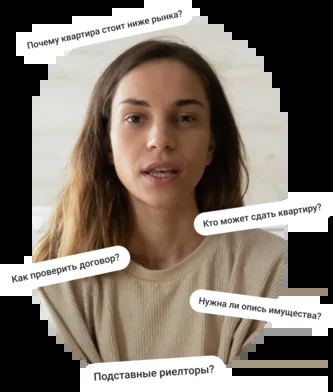 Почему квартира стоит ниже рынка?
Кто может сдать квартиру?
Как проверить договор?
Нужна ли опись имущества?
Подставные риелторы?